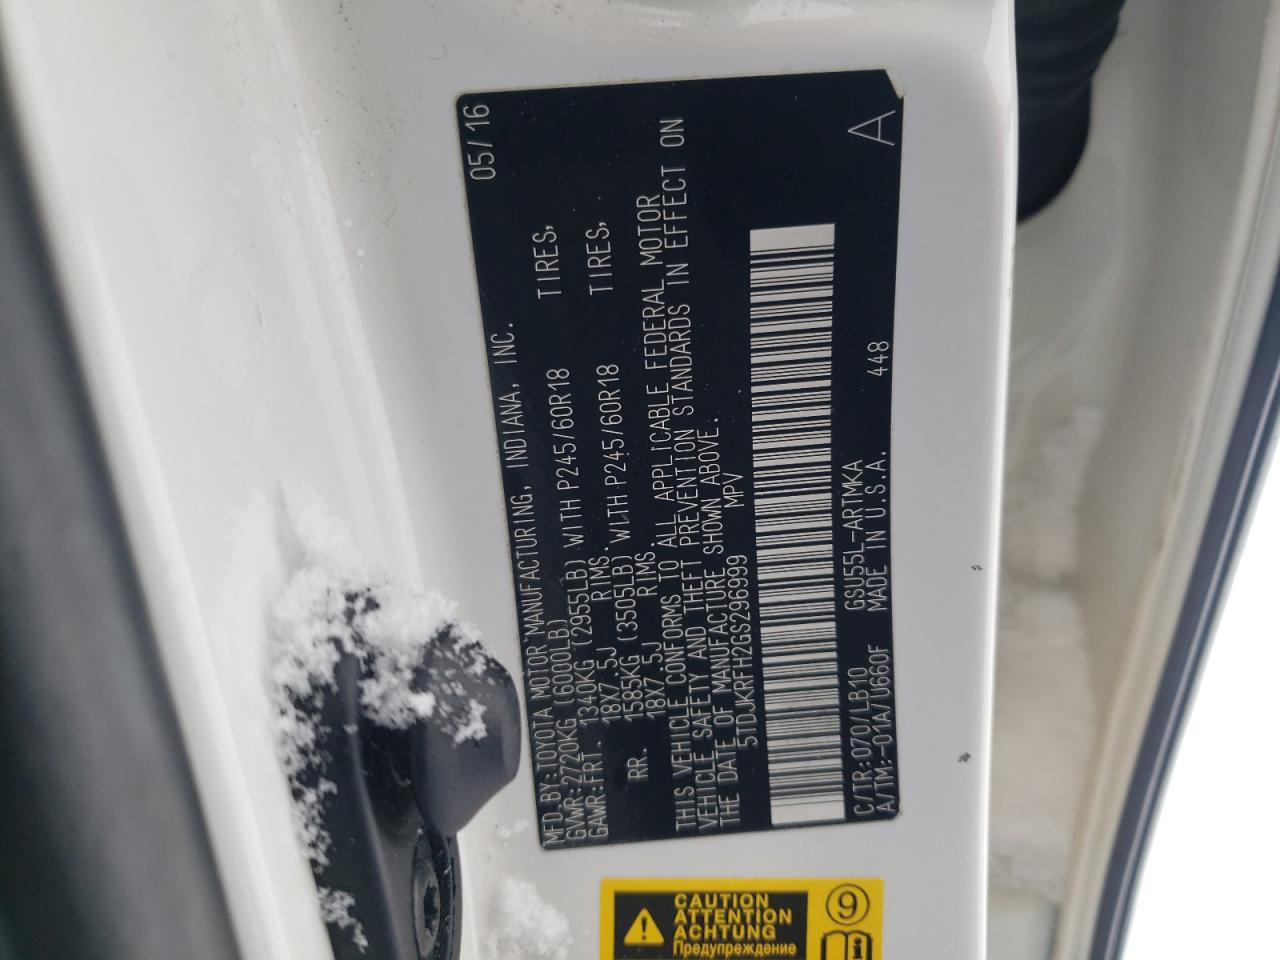 MFD.BY:TOYOTA MOTOR MANUFACTURING, INDIANA, INC. 05/16
GVWR:2720KG (6000LB)
GAWR:FRT. 1340KG (2955LB) WITH P245/60R18 TIRES,
18X7.5J RIMS.
RR. 1585KG (3505LB) WITH P245/60R18 TIRES,
18X7.5J RIMS.
THIS VEHICLE CONFORMS TO ALL APPLICABLE FEDERAL MOTOR
VEHICLE SAFETY AND THEFT PREVENTION STANDARDS IN EFFECT ON
THE DATE OF MANUFACTURE SHOWN ABOVE.
5TDJKRFH2GS296999 MPV
C/TR:070/LB10 GSU55L-ARTMKA 448
A/TM:-01A/U660F MADE IN U.S.A. A
CAUTION
ATTENTION
ACHTUNG
Предупреждение
9